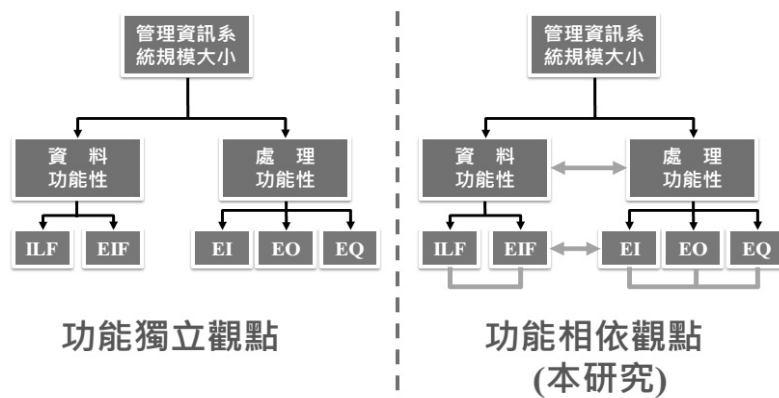 管理資訊系
統規模大小
資 料
功能性
處 理
功能性
ILF
EIF
EI
EO
EQ
功能獨立觀點
管理資訊系
統規模大小
資 料
功能性
處 理
功能性
ILF
EIF
EI
EO
EQ
功能相依觀點
(本研究)